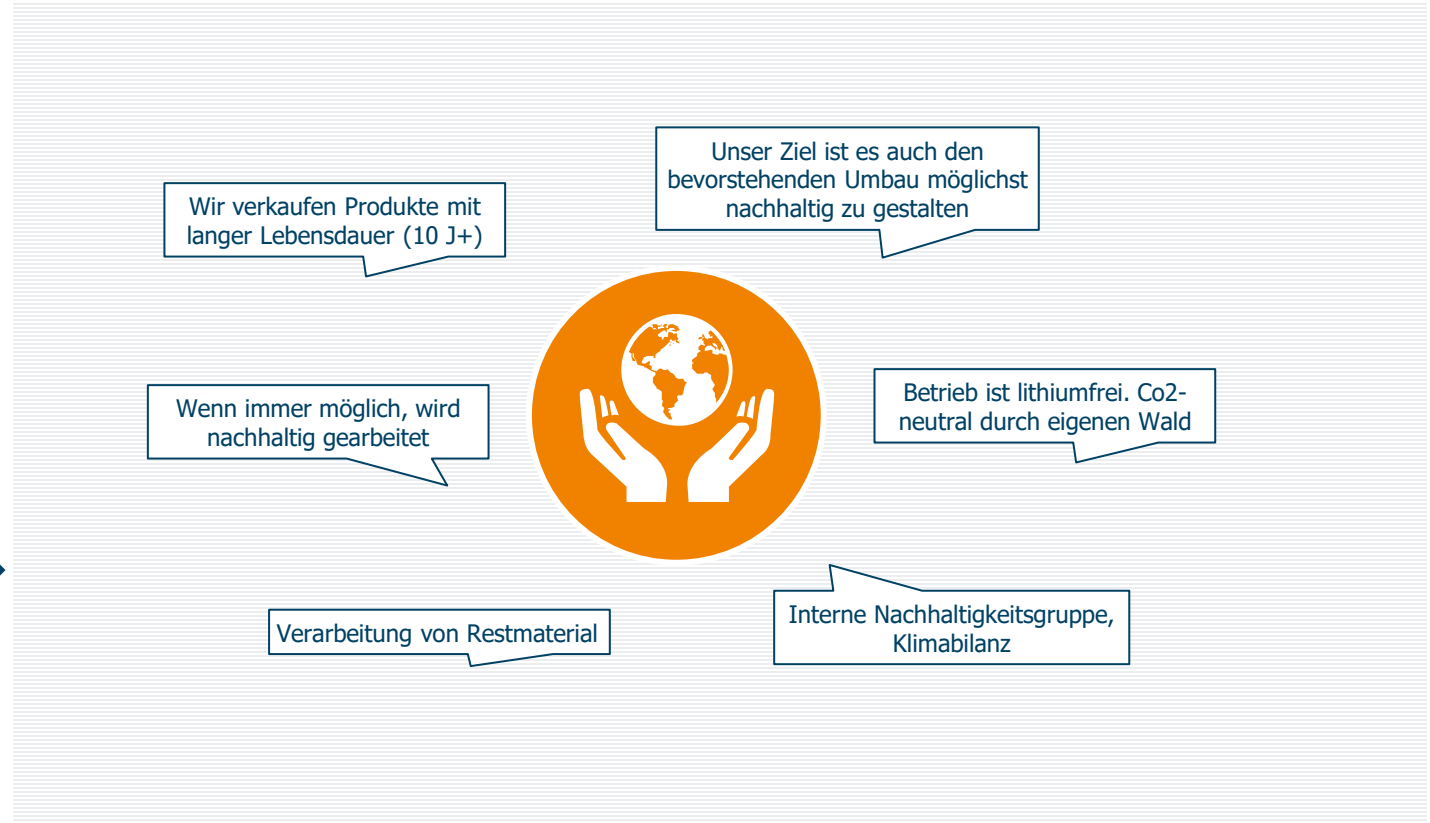 Unser Ziel ist es auch den
bevorstehenden Umbau möglichst
nachhaltig zu gestalten
Wir verkaufen Produkte mit
langer Lebensdauer (10 J+)
Betrieb ist lithiumfrei. Co2-
neutral durch eigenen Wald
Wenn immer möglich, wird
nachhaltig gearbeitet
Interne Nachhaltigkeitsgruppe,
Klimabilanz
Verarbeitung von Restmaterial